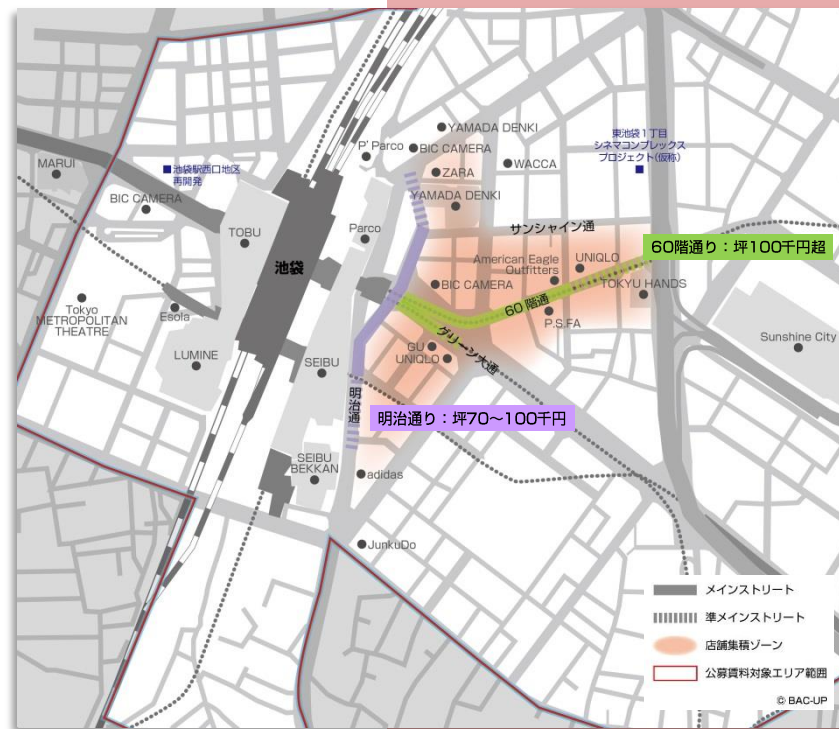 YAMADA DENKI
P' Parco
BIC CAMERA
東池袋1丁目
シネマコンプレックス
プロジェクト(仮称)
MARUI
池袋駅西口地区
再開発
ZARA
WACCA
BIC CAMERA
YAMADA DENKI
TOBU
Parco
サンシャイン通
60階通り：坪100千円超
池袋
American Eagle
Outfitters
UNIQLO
BIC CAMERA
TOKYU HANDS
Tokyo
METROPOLITAN
THEATRE
Esola
60階通
P.S.FA
Sunshine City
LUMINE
SEIBU
GU
UNIQLO
グリーン大通
明治通
明治通り：坪70～100千円
SEIBU
BEKKAN
adidas
JunkuDo
メインストリート
準メインストリート
店舗集積ゾーン
公募賃料対象エリア範囲
© BAC-UP